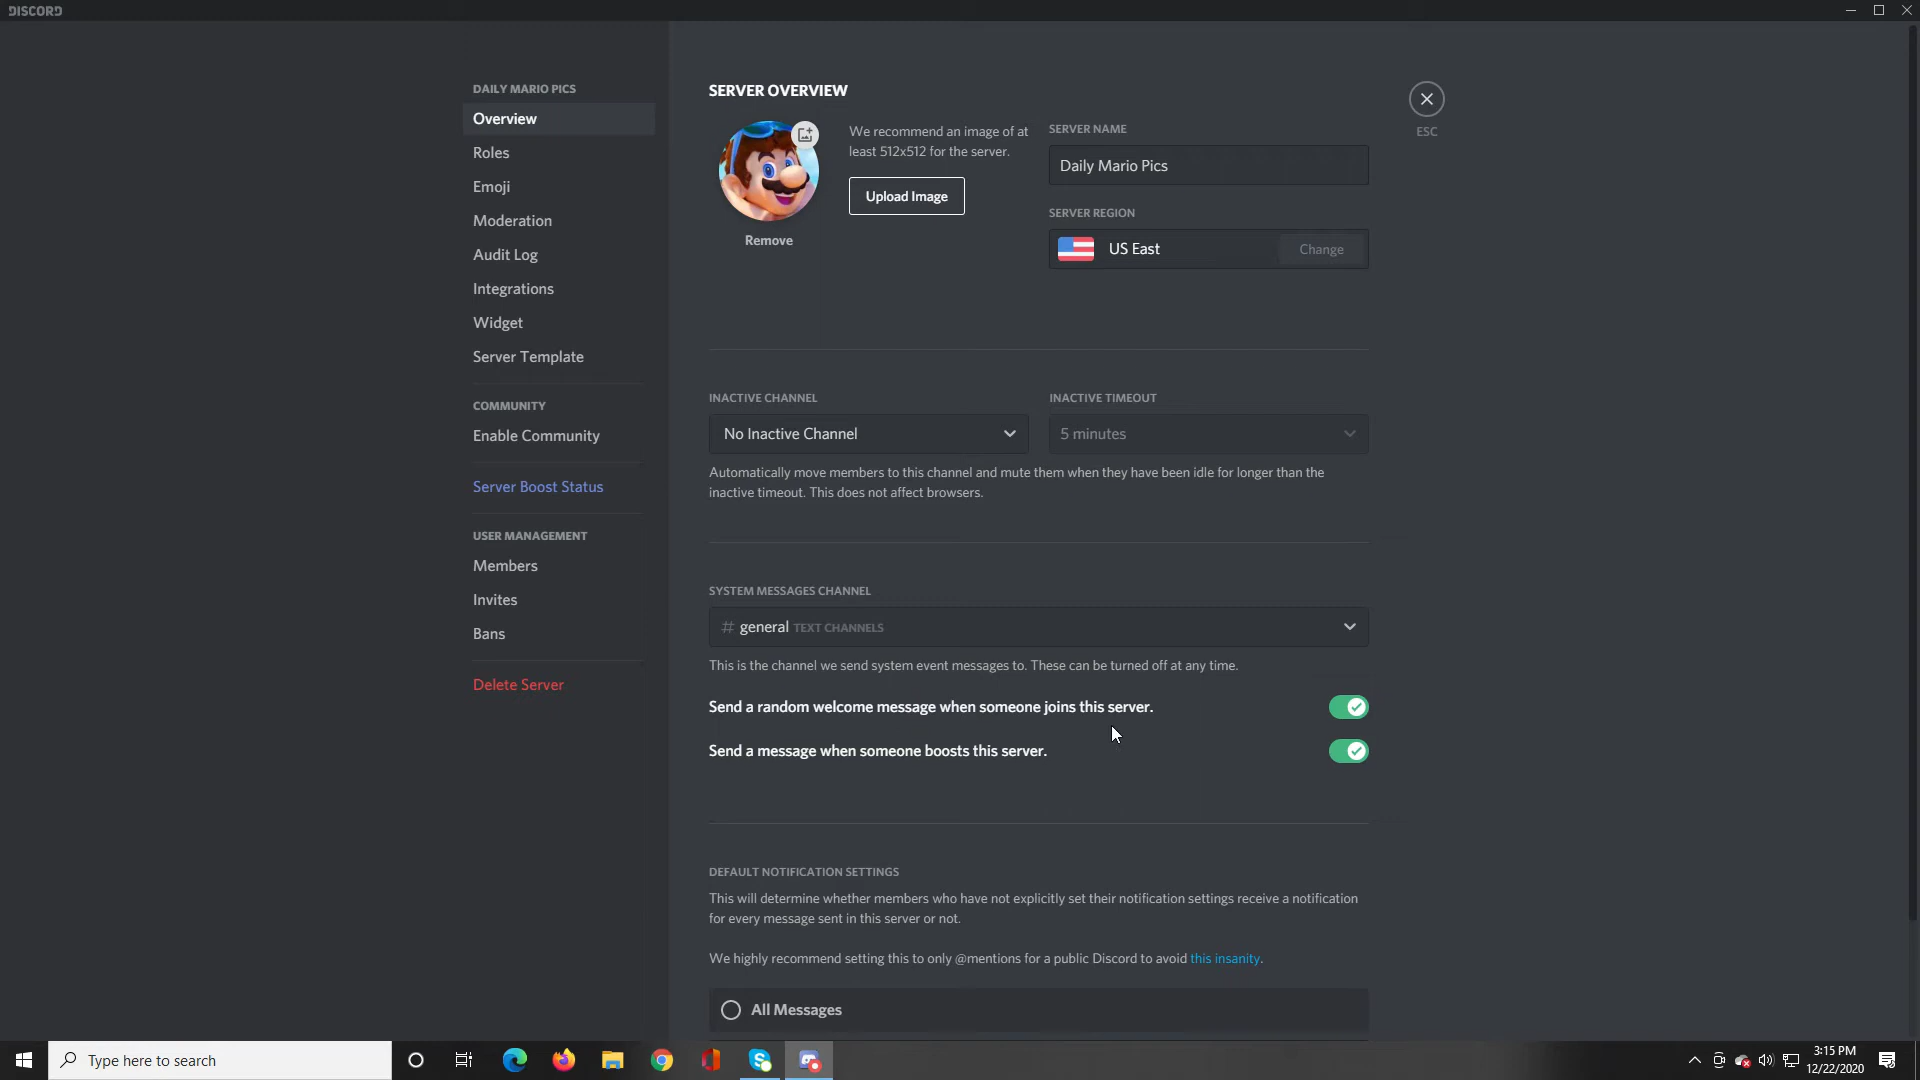 DISCORD
DAILY MARIO PICS
Overview
Roles
Emoji
Moderation
Audit Log
Integrations
Widget
Server Template
COMMUNITY
Enable Community
Server Boost Status
USER MANAGEMENT
Members
Invites
Bans
Delete Server
SERVER OVERVIEW
We recommend an image of at
least 512x512 for the server.
Upload Image
Remove
SERVER NAME
Daily Mario Pics
SERVER REGION
US East
Change
ESC
INACTIVE CHANNEL
No Inactive Channel
INACTIVE TIMEOUT
5 minutes
Automatically move members to this channel and mute them when they have been idle for longer than the
inactive timeout. This does not affect browsers.
SYSTEM MESSAGES CHANNEL
# general TEXT CHANNELS
This is the channel we send system event messages to. These can be turned off at any time.
Send a random welcome message when someone joins this server.
Send a message when someone boosts this server.
DEFAULT NOTIFICATION SETTINGS
This will determine whether members who have not explicitly set their notification settings receive a notification
for every message sent in this server or not.
We highly recommend setting this to only @mentions for a public Discord to avoid this insanity.
All Messages
Type here to search
3:15 PM
12/22/2020